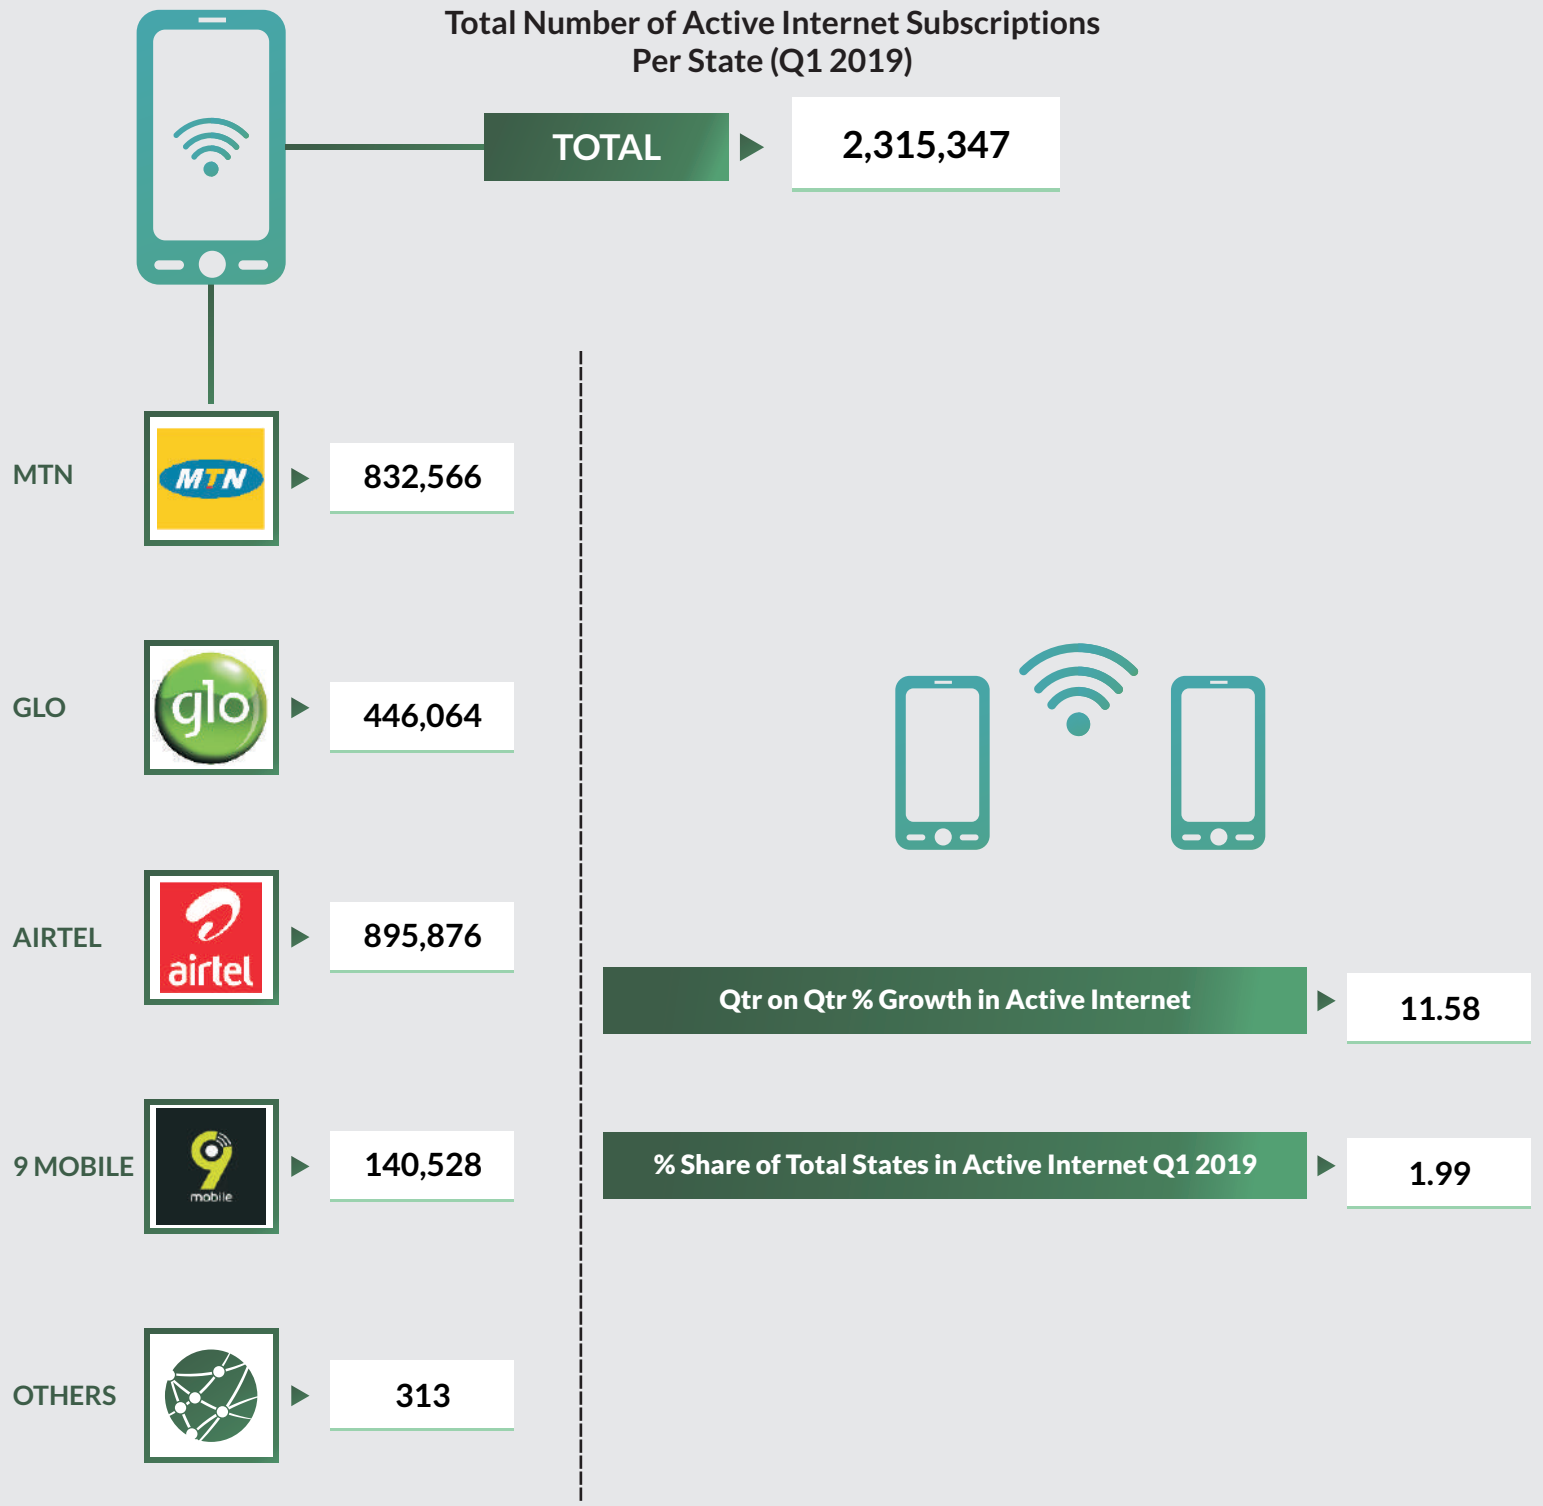 Total Number of Active Internet Subscriptions
Per State (Q1 2019)
TOTAL
2,315,347
MTN
MTN
832,566
GLO
glo
446,064
AIRTEL
airtel
895,876
9 MOBILE
9
mobile
140,528
OTHERS
313
Qtr on Qtr % Growth in Active Internet
11.58
% Share of Total States in Active Internet Q1 2019
1.99